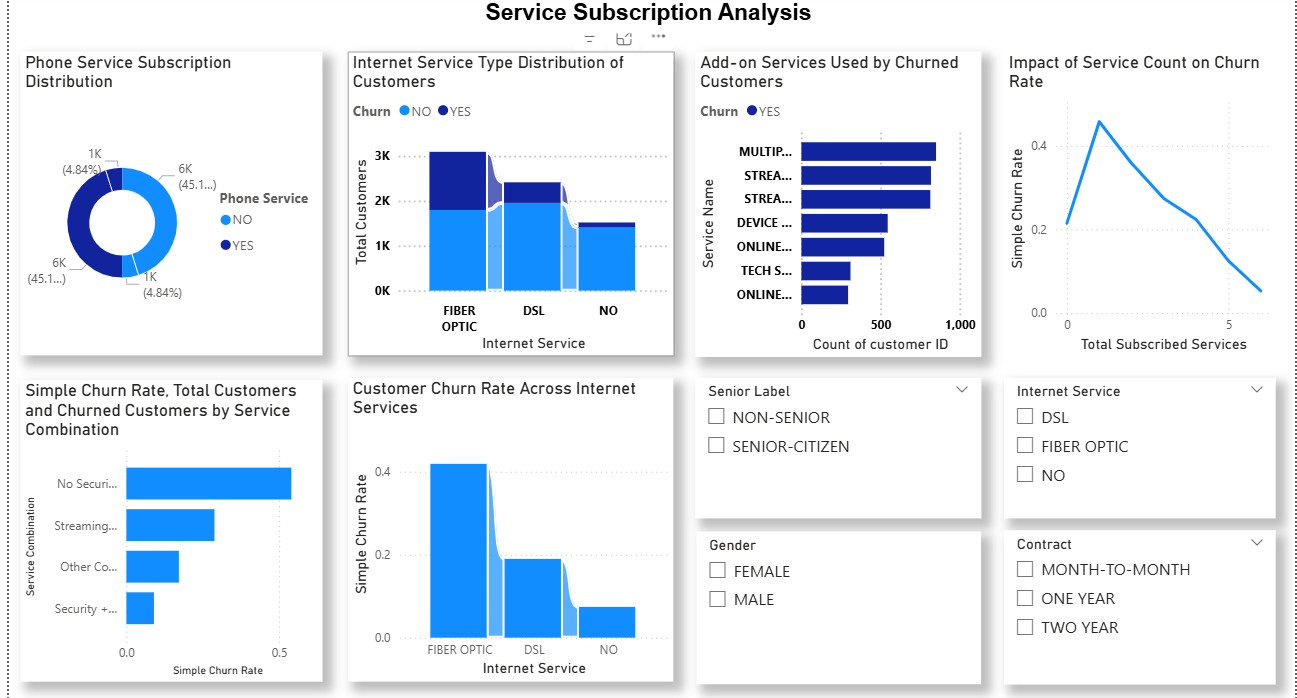 Service Subscription Analysis
Phone Service Subscription
Distribution
1K
(4.84%)
6K
(45.1...)
6K
(45.1...)
1K
(4.84%)
Phone Service
NO
YES
Internet Service Type Distribution of
Customers
Churn NO YES
Total Customers
3K
2K
1K
0K
FIBER
OPTIC
DSL
NO
Internet Service
Add-on Services Used by Churned
Customers
Churn YES
Service Name
MULTIP...
STREA...
STREA...
DEVICE ...
ONLINE...
TECH S...
ONLINE...
0 500 1,000
Count of customer ID
Impact of Service Count on Churn
Rate
Simple Churn Rate
0.4
0.2
0.0
0 5
Total Subscribed Services
Simple Churn Rate, Total Customers
and Churned Customers by Service
Combination
Service Combination
No Securi...
Streaming...
Other Co...
Security +...
0.0 0.5
Simple Churn Rate
Customer Churn Rate Across Internet
Services
Simple Churn Rate
0.4
0.2
0.0
FIBER OPTIC DSL NO
Internet Service
Senior Label
NON-SENIOR
SENIOR-CITIZEN
Internet Service
DSL
FIBER OPTIC
NO
Gender
FEMALE
MALE
Contract
MONTH-TO-MONTH
ONE YEAR
TWO YEAR